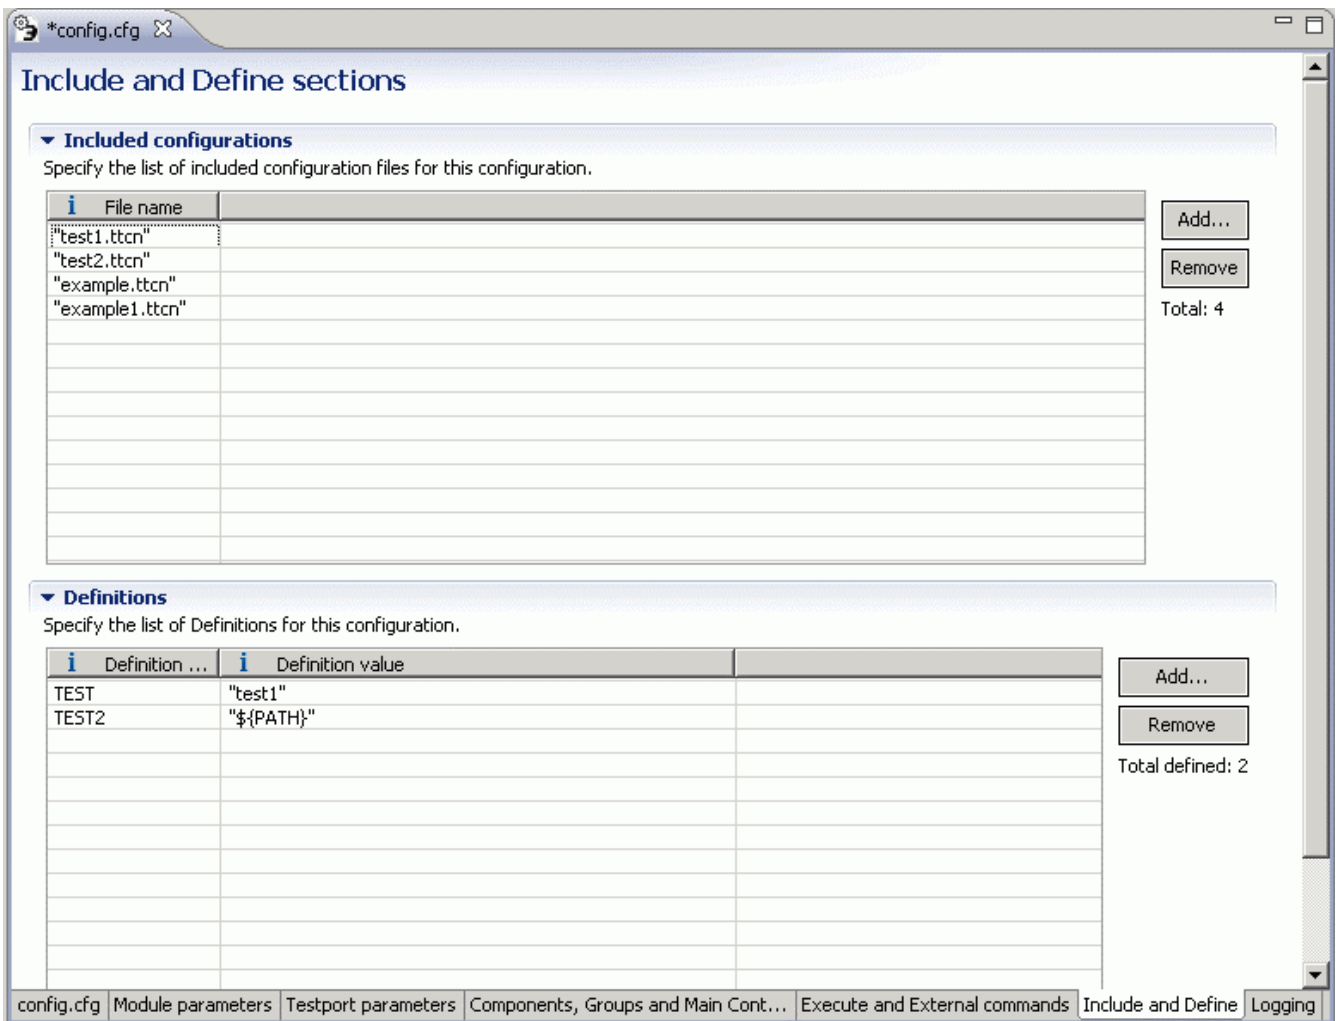 *config.cfg
Include and Define sections
Included configurations
Specify the list of included configuration files for this configuration.
i File name
"test1.ttcn"
"test2.ttcn"
"example.ttcn"
"example1.ttcn"
Add...
Remove
Total: 4
Definitions
Specify the list of Definitions for this configuration.
i Definition ... i Definition value
TEST "test1"
TEST2 "${PATH}"
Add...
Remove
Total defined: 2
config.cfg Module parameters Testport parameters Components, Groups and Main Cont... Execute and External commands Include and Define Logging